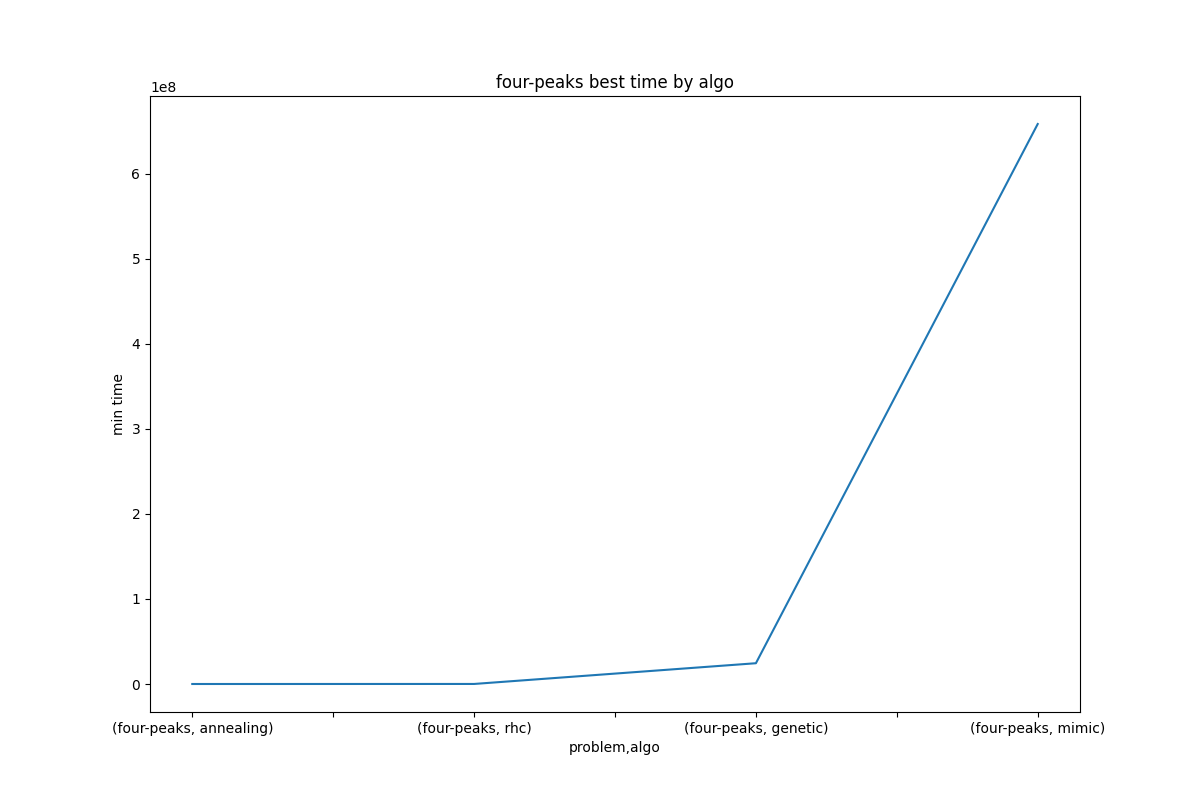 four-peaks best time by algo
1e8
6
5
4
3
2
1
0
min time
(four-peaks, annealing) (four-peaks, rhc) (four-peaks, genetic) (four-peaks, mimic)
problem,algo